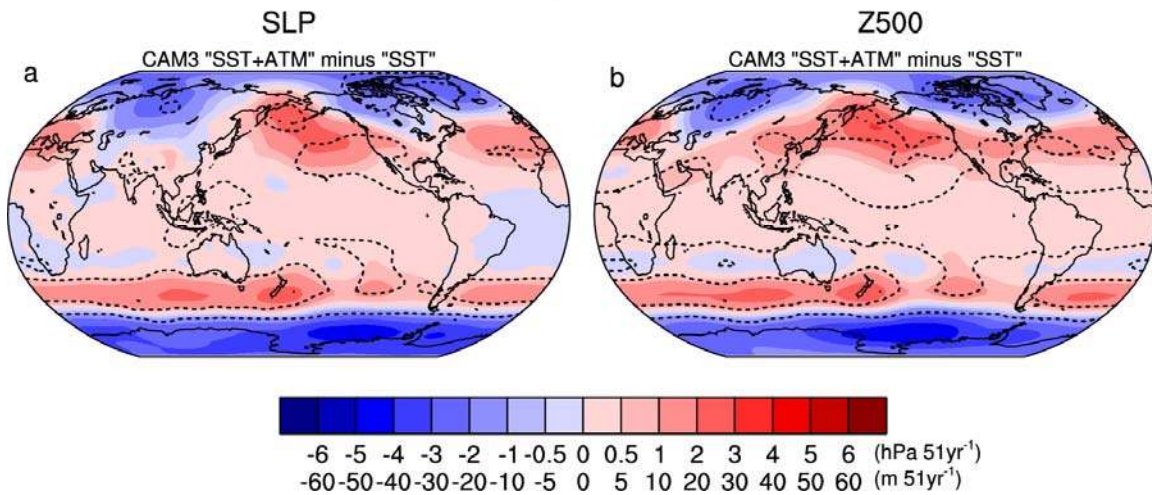 SLP
CAM3 "SST+ATM" minus "SST"
a
Z500
CAM3 "SST+ATM" minus "SST"
b
-6 -5 -4 -3 -2 -1 -0.5 0 0.5 1 2 3 4 5 6 (hPa 51yr⁻¹)
-60 -50 -40 -30 -20 -10 -5 0 5 10 20 30 40 50 60 (m 51yr⁻¹)